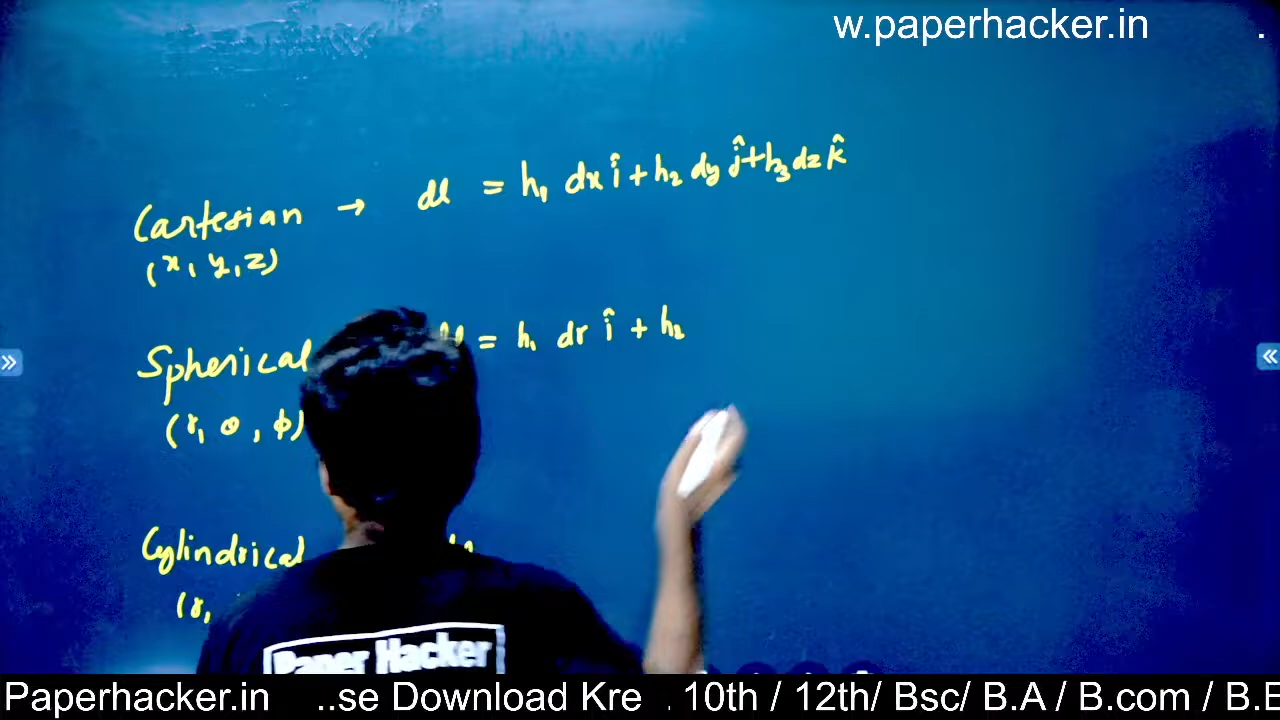 w.paperhacker.in .
Cartesian → dl = h₁ dx î + h₂ dy ĵ + h₃ dz k̂
(x, y, z)
Spherical = h₁ dr î + h₂
(r, θ, φ)
Cylindrical
(r,
Paper Hacker
Paperhacker.in ..se Download Kre . 10th / 12th/ Bsc/ B.A / B.com / B.E